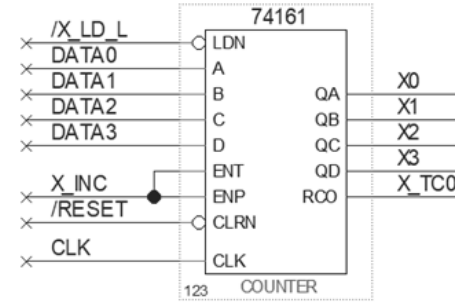 74161
/X_LD_L
LDN
DATA0
A
DATA1
B
QA
X0
DATA2
C
QB
X1
DATA3
D
QC
X2
ENT
QD
X3
X_INC
ENP
RCO
X_TC0
/RESET
CLRN
CLK
CLK
123
COUNTER